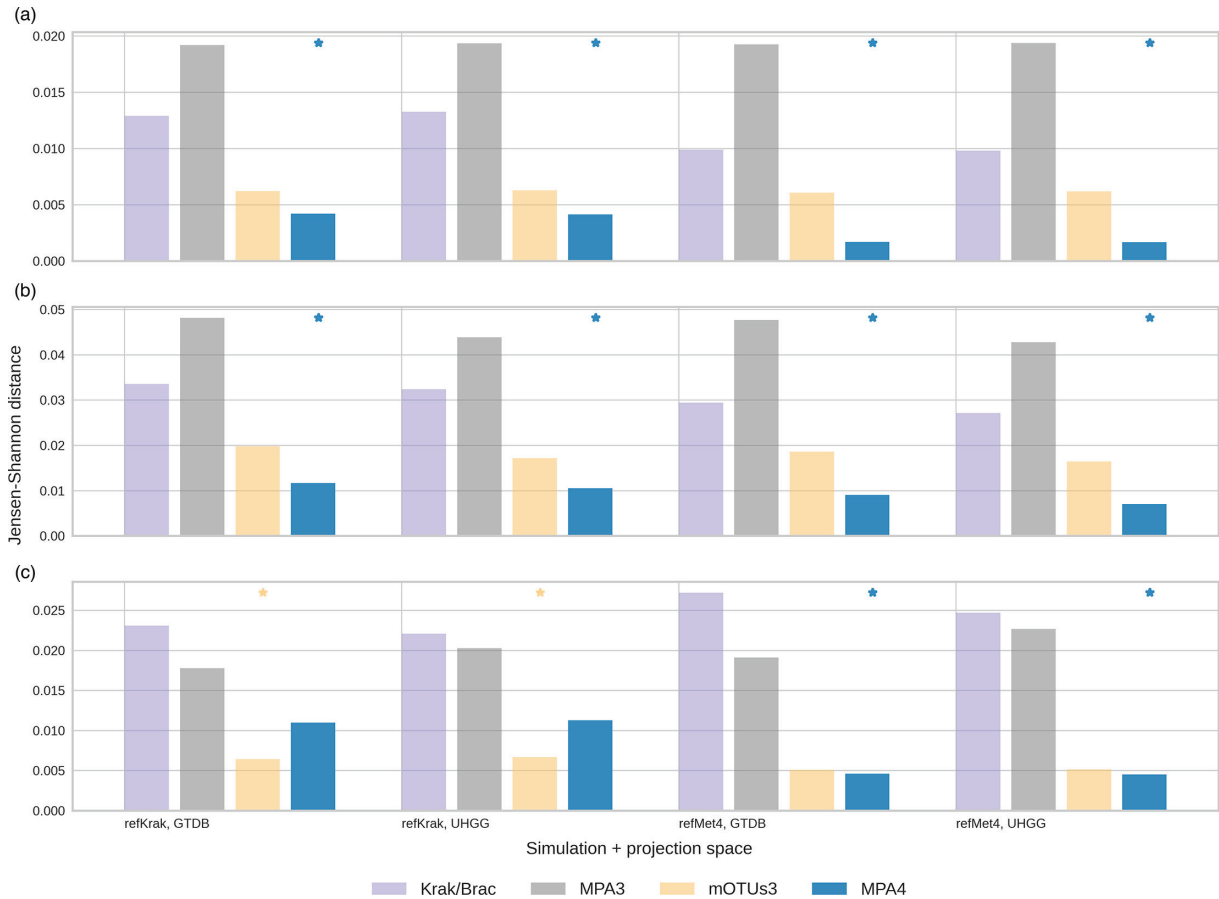 (a)
0.020
0.015
0.010
0.005
0.000
(b)
0.05
0.04
0.03
0.02
0.01
0.00
Jensen-Shannon distance
(c)
0.025
0.020
0.015
0.010
0.005
0.000
refKrak, GTDB refKrak, UHGG refMet4, GTDB refMet4, UHGG
Simulation + projection space
Krak/Brac MPA3 mOTUs3 MPA4